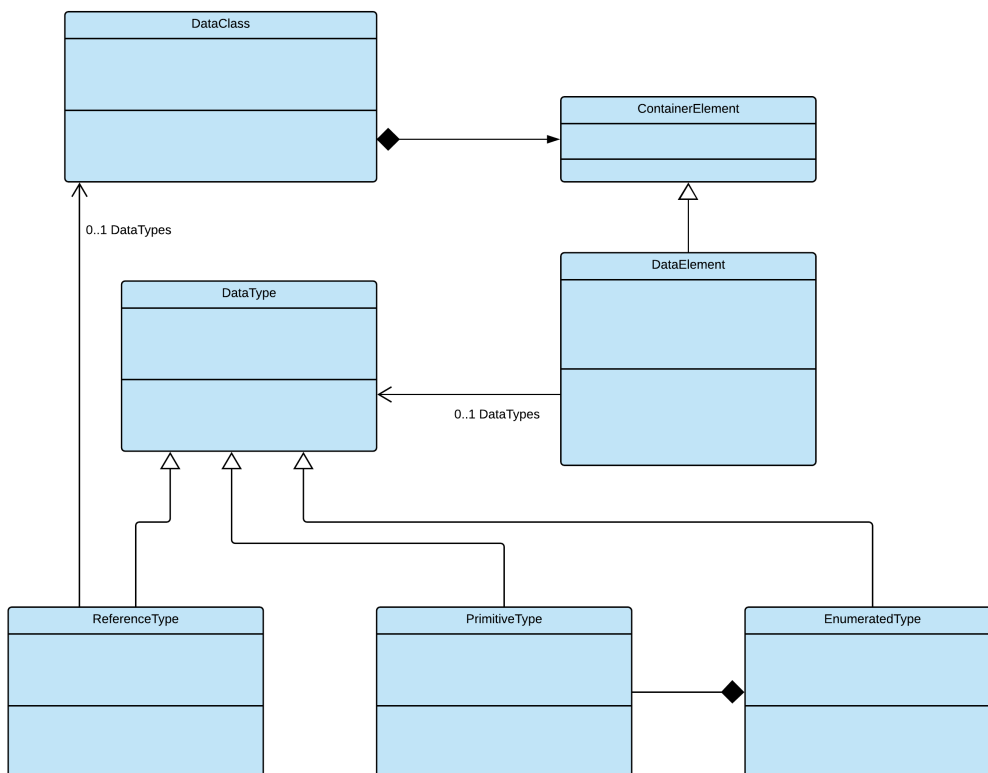 DataClass
ContainerElement
0..1 DataTypes
DataElement
DataType
0..1 DataTypes
ReferenceType
PrimitiveType
EnumeratedType